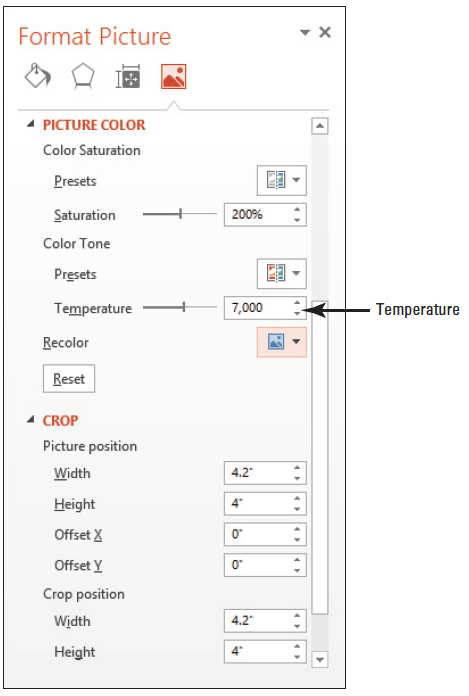 Format Picture
PICTURE COLOR
Color Saturation
Presets
Saturation 200%
Color Tone
Presets
Temperature 7,000 Temperature
Recolor
Reset
CROP
Picture position
Width 4.2"
Height 4"
Offset X 0"
Offset Y 0"
Crop position
Width 4.2"
Height 4"